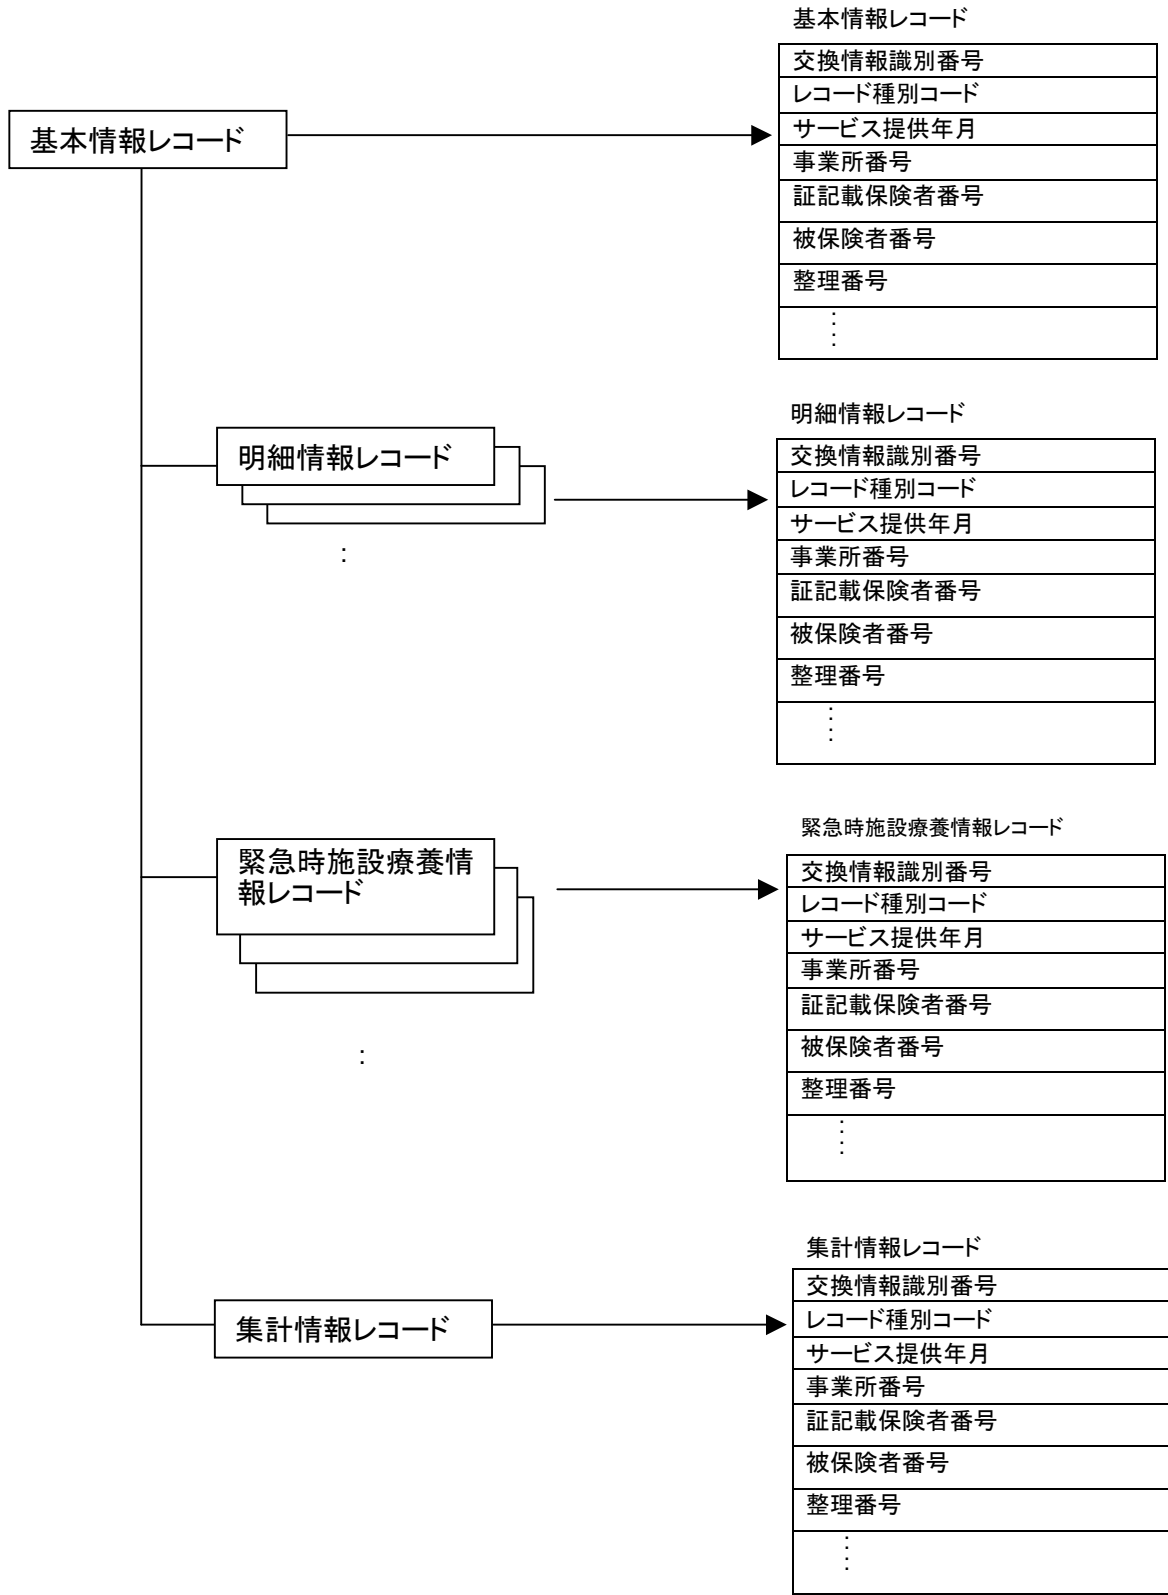 基本情報レコード
基本情報レコード
交換情報識別番号
レコード種別コード
サービス提供年月
事業所番号
証記載保険者番号
被保険者番号
整理番号
:
:
明細情報レコード
:
明細情報レコード
交換情報識別番号
レコード種別コード
サービス提供年月
事業所番号
証記載保険者番号
被保険者番号
整理番号
:
:
緊急時施設療養情
報レコード
:
緊急時施設療養情報レコード
交換情報識別番号
レコード種別コード
サービス提供年月
事業所番号
証記載保険者番号
被保険者番号
整理番号
:
:
集計情報レコード
集計情報レコード
交換情報識別番号
レコード種別コード
サービス提供年月
事業所番号
証記載保険者番号
被保険者番号
整理番号
:
: